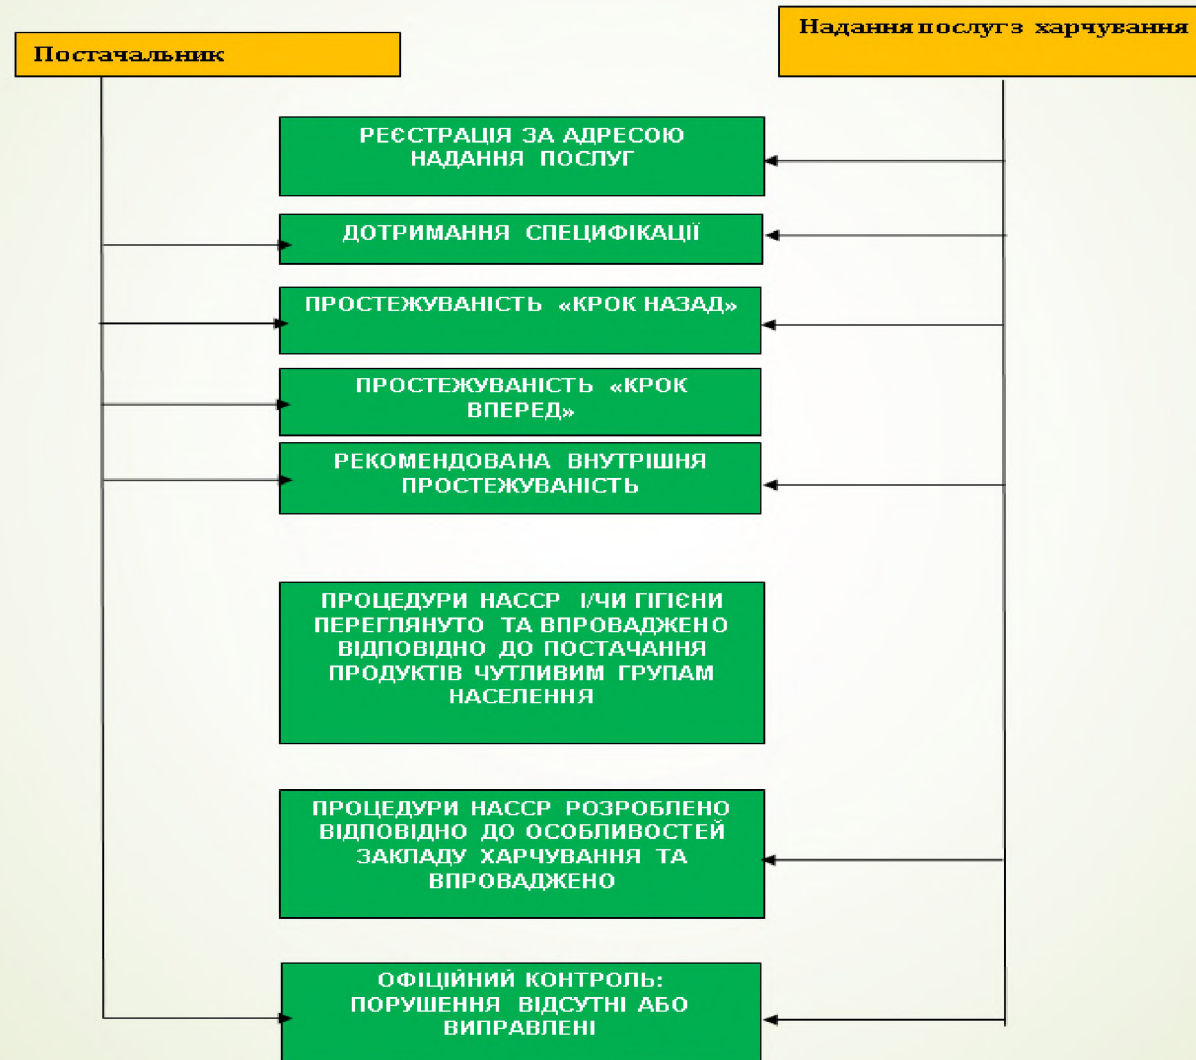 Постачальник
Надання послуг з харчування
РЕЄСТРАЦІЯ ЗА АДРЕСОЮ
НАДАННЯ ПОСЛУГ
ДОТРИМАННЯ СПЕЦИФІКАЦІЇ
ПРОСТЕЖУВАНІСТЬ «КРОК НАЗАД»
ПРОСТЕЖУВАНІСТЬ «КРОК
ВПЕРЕД»
РЕКОМЕНДОВАНА ВНУТРІШНЯ
ПРОСТЕЖУВАНІСТЬ
ПРОЦЕДУРИ НАССР І/ЧИ ГІГІЄНИ
ПЕРЕГЛЯНУТО ТА ВПРОВАДЖЕНО
ВІДПОВІДНО ДО ПОСТАЧАННЯ
ПРОДУКТІВ ЧУТЛИВИМ ГРУПАМ
НАСЕЛЕННЯ
ПРОЦЕДУРИ НАССР РОЗРОБЛЕНО
ВІДПОВІДНО ДО ОСОБЛИВОСТЕЙ
ЗАКЛАДУ ХАРЧУВАННЯ ТА
ВПРОВАДЖЕНО
ОФІЦІЙНИЙ КОНТРОЛЬ:
ПОРУШЕННЯ ВІДСУТНІ АБО
ВИПРАВЛЕНІ